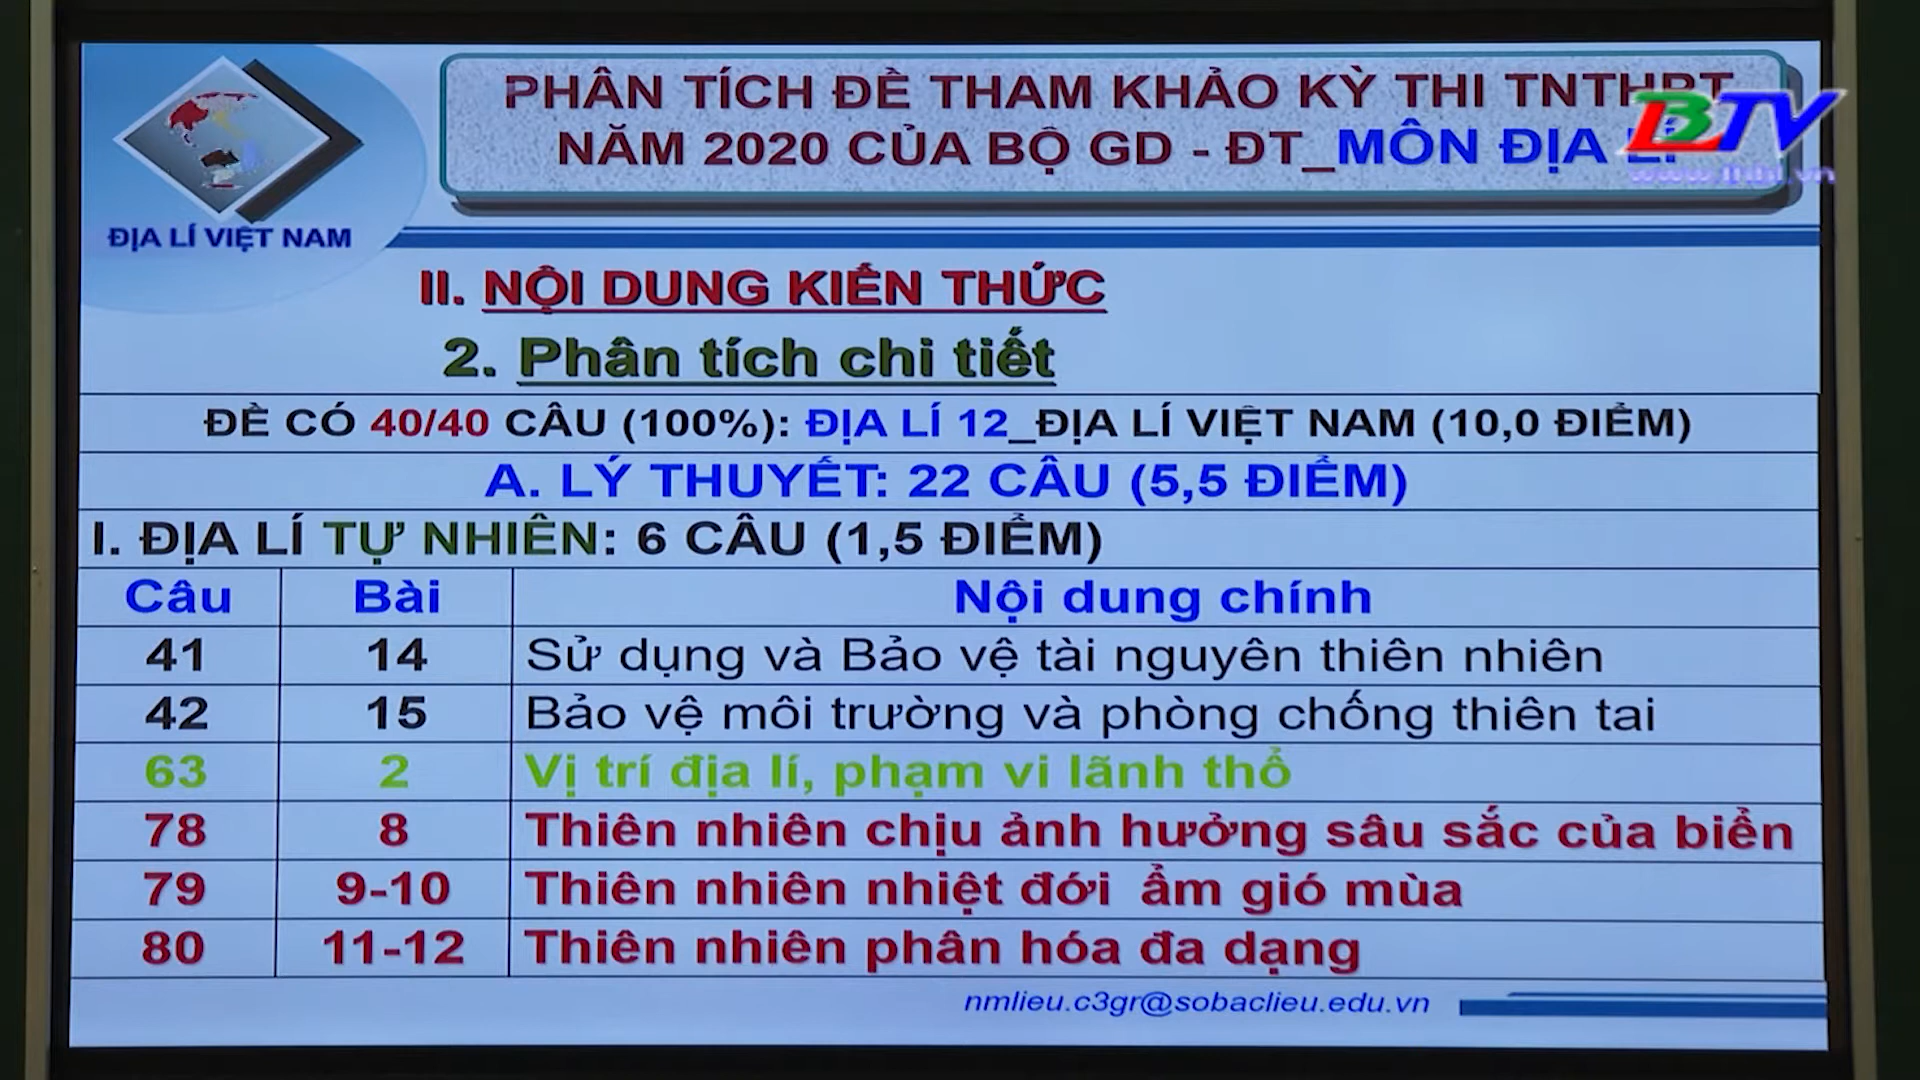 PHÂN TÍCH ĐỀ THAM KHẢO KỲ THI TNTHPT
NĂM 2020 CỦA BỘ GD - ĐT_MÔN ĐỊA LÍ
BTV
ĐỊA LÍ VIỆT NAM
II. NỘI DUNG KIẾN THỨC
2. Phân tích chi tiết
ĐỀ CÓ 40/40 CÂU (100%): ĐỊA LÍ 12_ĐỊA LÍ VIỆT NAM (10,0 ĐIỂM)
A. LÝ THUYẾT: 22 CÂU (5,5 ĐIỂM)
I. ĐỊA LÍ TỰ NHIÊN: 6 CÂU (1,5 ĐIỂM)
Câu Bài Nội dung chính
41 14 Sử dụng và Bảo vệ tài nguyên thiên nhiên
42 15 Bảo vệ môi trường và phòng chống thiên tai
63 2 Vị trí địa lí, phạm vi lãnh thổ
78 8 Thiên nhiên chịu ảnh hưởng sâu sắc của biển
79 9-10 Thiên nhiên nhiệt đới ẩm gió mùa
80 11-12 Thiên nhiên phân hóa đa dạng
nmlieu.c3gr@sobaclieu.edu.vn